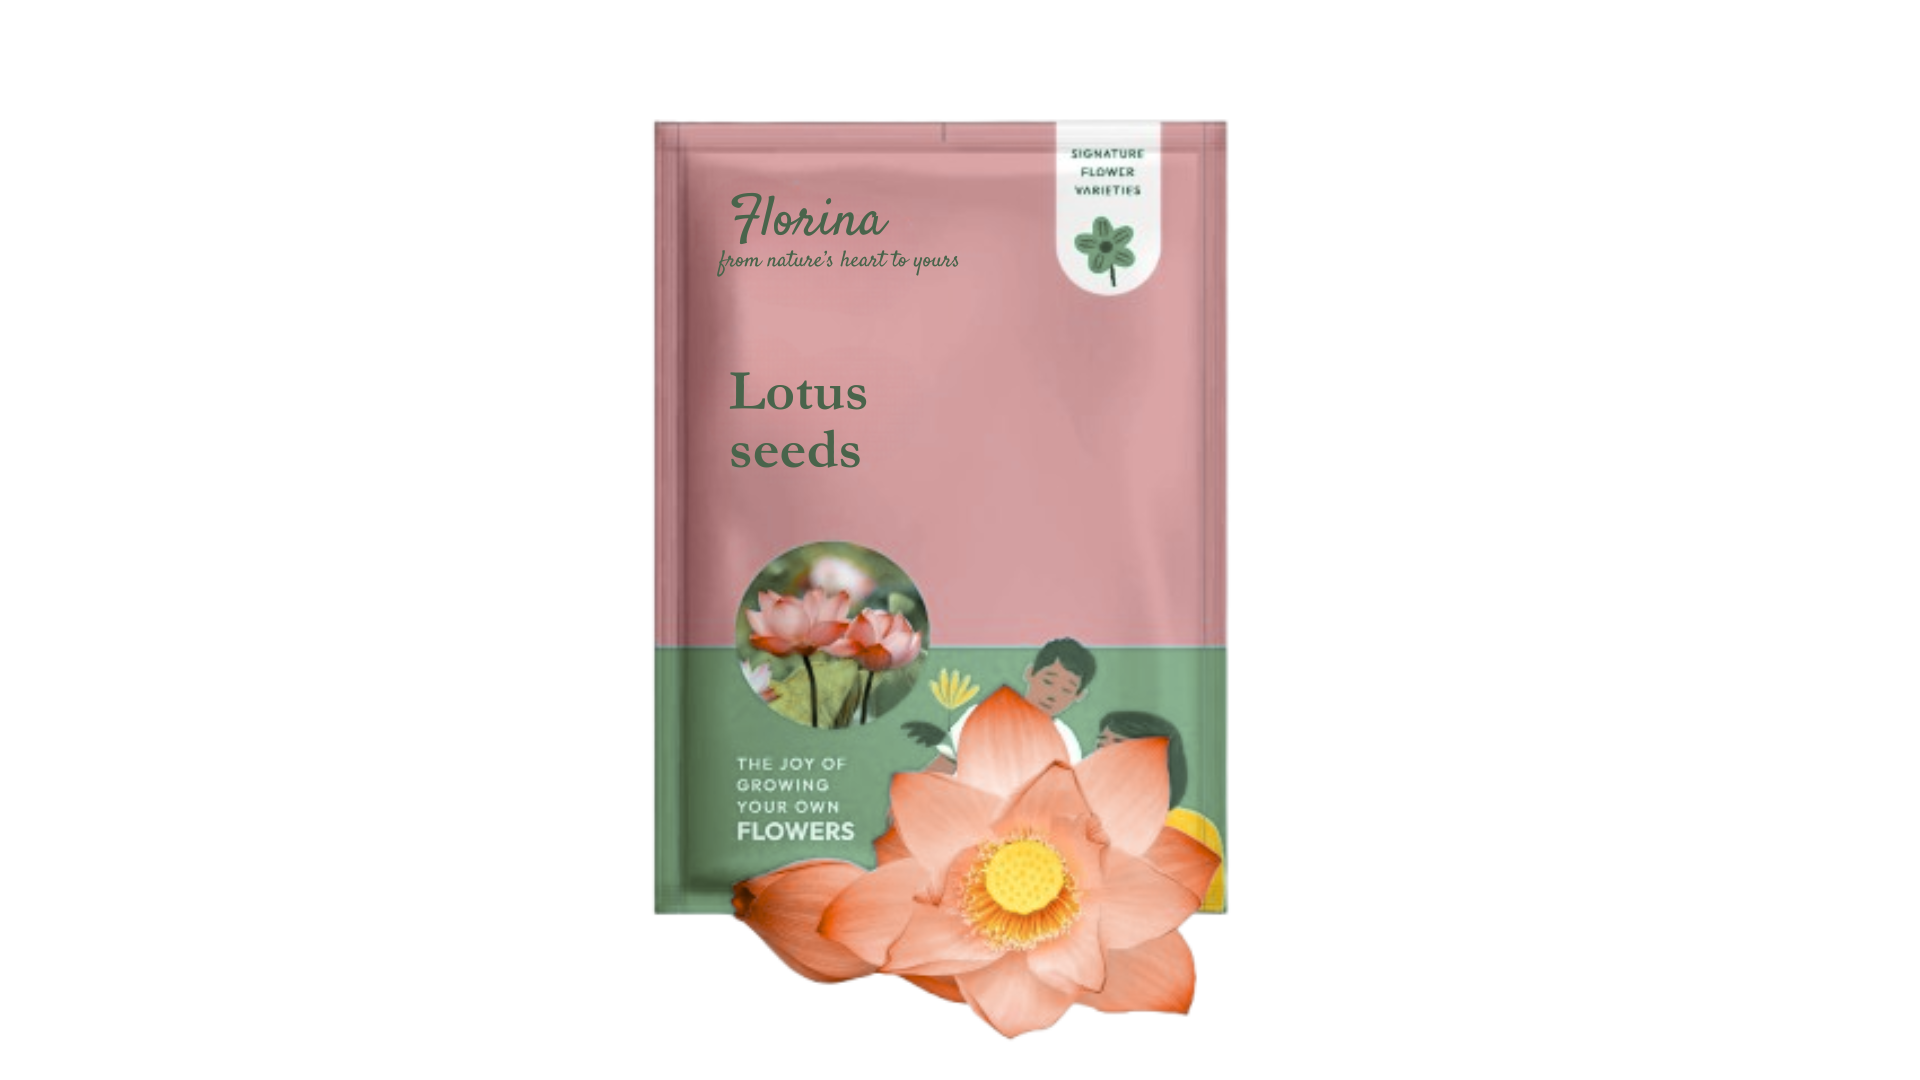 SIGNATURE
FLOWER
VARIETIES
Florina
from nature's heart to yours
Lotus
seeds
THE JOY OF
GROWING
YOUR OWN
FLOWERS